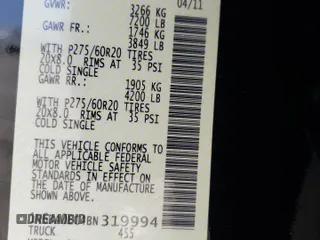 GVWR: 3266 KG 04/11
7200 LB
GAWR FR.: 1746 KG
3849 LB
WITH P275/60R20 TIRES
20x8.0 RIMS AT 35 PSI
COLD SINGLE
GAWR RR.: 1905 KG
4200 LB
WITH P275/60R20 TIRES
20x8.0 RIMS AT 35 PSI
COLD SINGLE
THIS VEHICLE CONFORMS TO
ALL APPLICABLE FEDERAL
MOTOR VEHICLE SAFETY
STANDARDS IN EFFECT ON
THE DATE OF MANUFACTURE
SHOWN ABOVE.
DREAMBID BN 319994
TRUCK 455